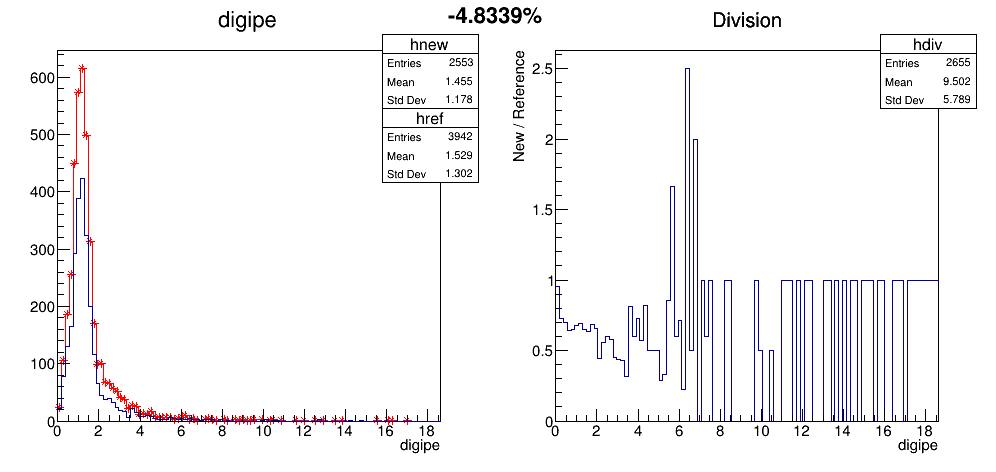 -4.8339%
digipe
hnew
Entries 2553
Mean 1.455
Std Dev 1.178
href
Entries 3942
Mean 1.529
Std Dev 1.302
600
500
400
300
200
100
0
0 2 4 6 8 10 12 14 16 18
digipe
Division
hdiv
Entries 2655
Mean 9.502
Std Dev 5.789
New / Reference
2.5
2
1.5
1
0.5
0
0 2 4 6 8 10 12 14 16 18
digipe